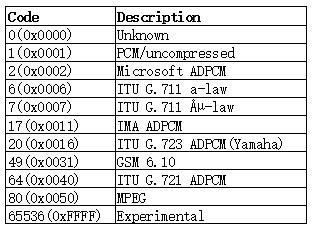 Code Description
0(0x0000) Unknown
1(0x0001) PCM/uncompressed
2(0x0002) Microsoft ADPCM
6(0x0006) ITU G.711 a-law
7(0x0007) ITU G.711 Âµ-law
17(0x0011) IMA ADPCM
20(0x0016) ITU G.723 ADPCM(Yamaha)
49(0x0031) GSM 6.10
64(0x0040) ITU G.721 ADPCM
80(0x0050) MPEG
65536(0xFFFF) Experimental